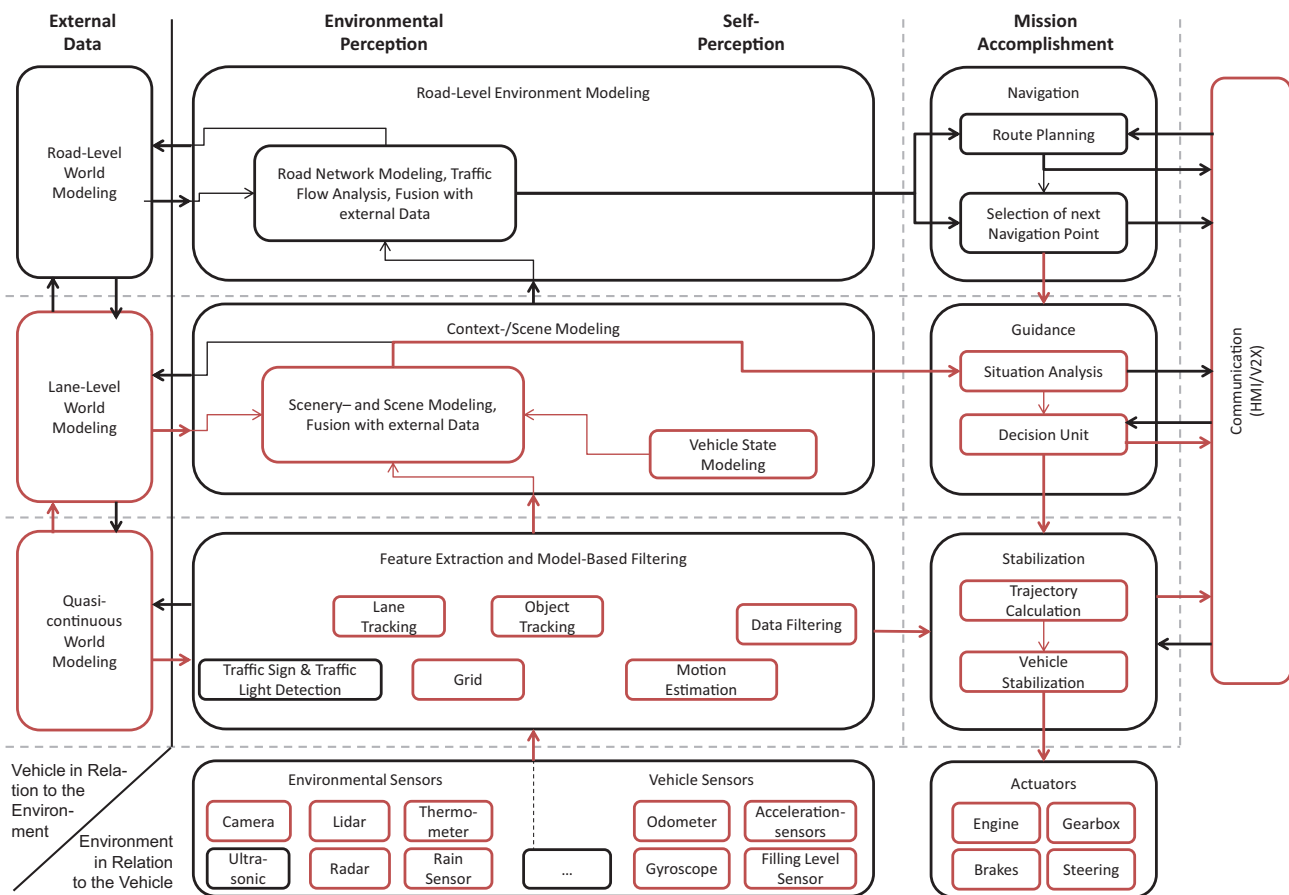 External
Data
Environmental
Perception
Self-
Perception
Mission
Accomplishment
Road-Level
World
Modeling
Road-Level Environment Modeling
Road Network Modeling, Traffic
Flow Analysis, Fusion with
external Data
Navigation
Route Planning
Selection of next
Navigation Point
Communication
(HMI/V2X)
Lane-Level
World
Modeling
Context-/Scene Modeling
Scenery– and Scene Modeling,
Fusion with external Data
Vehicle State
Modeling
Guidance
Situation Analysis
Decision Unit
Quasi-
continuous
World
Modeling
Feature Extraction and Model-Based Filtering
Lane
Tracking
Object
Tracking
Data Filtering
Traffic Sign & Traffic
Light Detection
Grid
Motion
Estimation
Stabilization
Trajectory
Calculation
Vehicle
Stabilization
Vehicle in Rela-
tion to the
Environ-
ment
Environment
in Relation
to the Vehicle
Environmental Sensors
Camera
Lidar
Thermo-
meter
Ultra-
sonic
Radar
Rain
Sensor
...
Vehicle Sensors
Odometer
Acceleration-
sensors
Gyroscope
Filling Level
Sensor
Actuators
Engine
Gearbox
Brakes
Steering